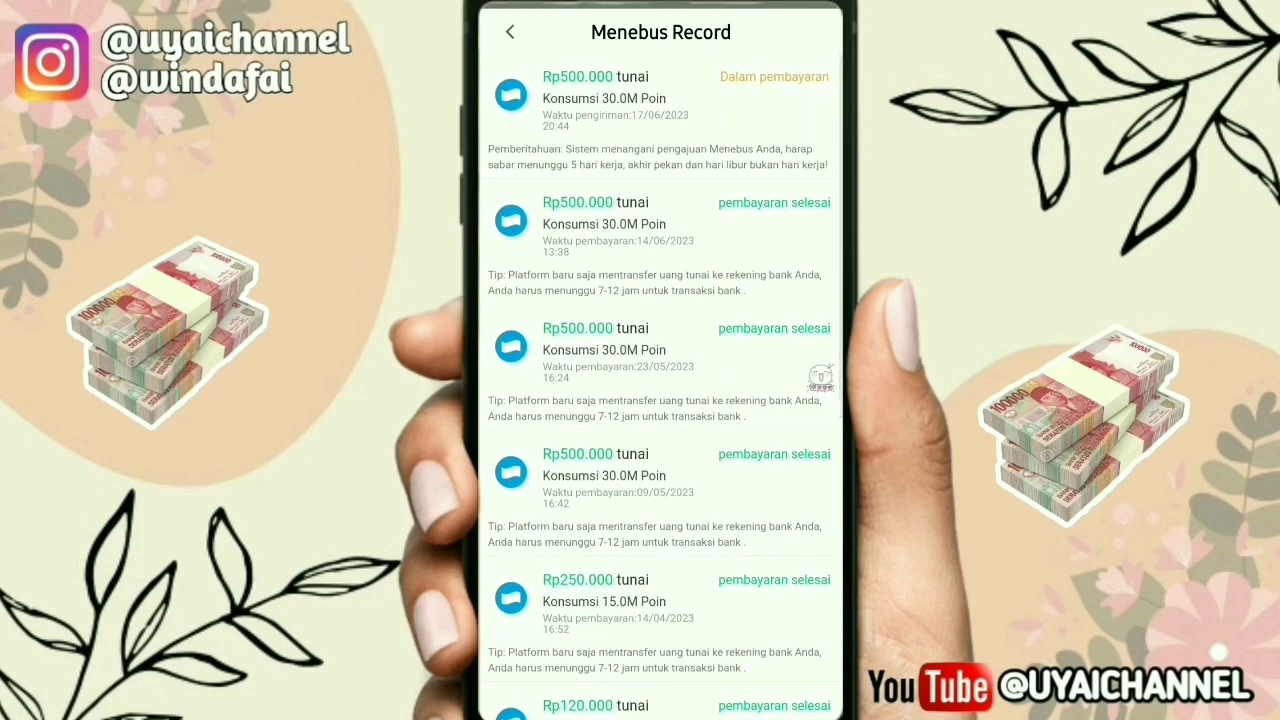 @uyaichannel
@windafai
Menebus Record
Rp500.000 tunai
Dalam pembayaran
Konsumsi 30.0M Poin
Waktu pengiriman:17/06/2023
20:44
Pemberitahuan: Sistem menangani pengajuan Menebus Anda, harap
sabar menunggu 5 hari kerja, akhir pekan dan hari libur bukan hari kerja!
Rp500.000 tunai
pembayaran selesai
Konsumsi 30.0M Poin
Waktu pembayaran:14/06/2023
13:38
Tip: Platform baru saja mentransfer uang tunai ke rekening bank Anda,
Anda harus menunggu 7-12 jam untuk transaksi bank .
Rp500.000 tunai
pembayaran selesai
Konsumsi 30.0M Poin
Waktu pembayaran:23/05/2023
16:24
Tip: Platform baru saja mentransfer uang tunai ke rekening bank Anda,
Anda harus menunggu 7-12 jam untuk transaksi bank .
Rp500.000 tunai
pembayaran selesai
Konsumsi 30.0M Poin
Waktu pembayaran:09/05/2023
16:42
Tip: Platform baru saja mentransfer uang tunai ke rekening bank Anda,
Anda harus menunggu 7-12 jam untuk transaksi bank .
Rp250.000 tunai
pembayaran selesai
Konsumsi 15.0M Poin
Waktu pembayaran:14/04/2023
16:52
Tip: Platform baru saja mentransfer uang tunai ke rekening bank Anda,
Anda harus menunggu 7-12 jam untuk transaksi bank .
Rp120.000 tunai
pembayaran selesai
100000
100000
YouTube @UYAICHANNEL